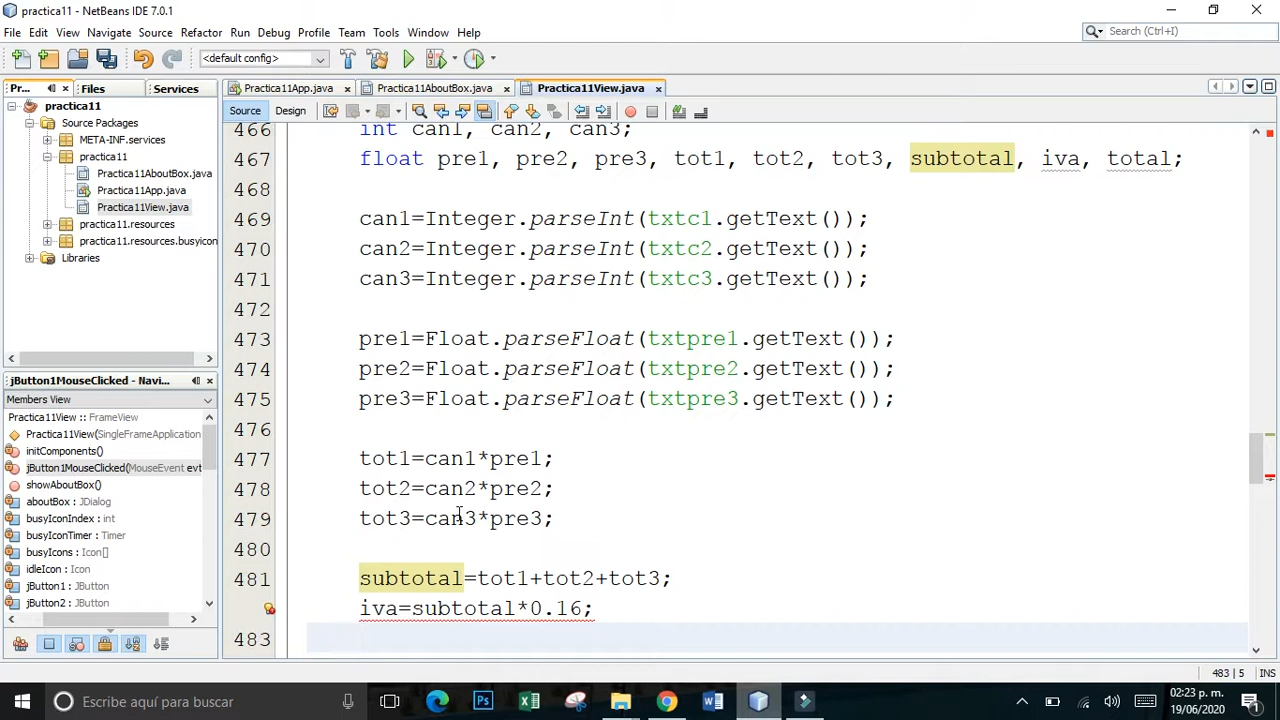 practica11 - NetBeans IDE 7.0.1
File Edit View Navigate Source Refactor Run Debug Profile Team Tools Window Help
Search (Ctrl+I)
<default config>
Pr... Files Services
Practica11App.java Practica11AboutBox.java Practica11View.java
Source Design
practica11
Source Packages
META-INF.services
practica11
Practica11AboutBox.java
Practica11App.java
Practica11View.java
practica11.resources
practica11.resources.busyicon
Libraries
jButton1MouseClicked - Navi...
Members View
Practica11View :: FrameView
Practica11View(SingleFrameApplication
initComponents()
jButton1MouseClicked(MouseEvent evt
showAboutBox()
aboutBox : JDialog
busyIconIndex : int
busyIconTimer : Timer
busyIcons : Icon[]
idleIcon : Icon
jButton1 : JButton
jButton2 : JButton
466 int can1, can2, can3;
467 float pre1, pre2, pre3, tot1, tot2, tot3, subtotal, iva, total;
468
469 can1=Integer.parseInt(txtc1.getText());
470 can2=Integer.parseInt(txtc2.getText());
471 can3=Integer.parseInt(txtc3.getText());
472
473 pre1=Float.parseFloat(txtpre1.getText());
474 pre2=Float.parseFloat(txtpre2.getText());
475 pre3=Float.parseFloat(txtpre3.getText());
476
477 tot1=can1*pre1;
478 tot2=can2*pre2;
479 tot3=can3*pre3;
480
481 subtotal=tot1+tot2+tot3;
iva=subtotal*0.16;
483
483 | 5 INS
Escribe aquí para buscar
02:23 p. m.
19/06/2020